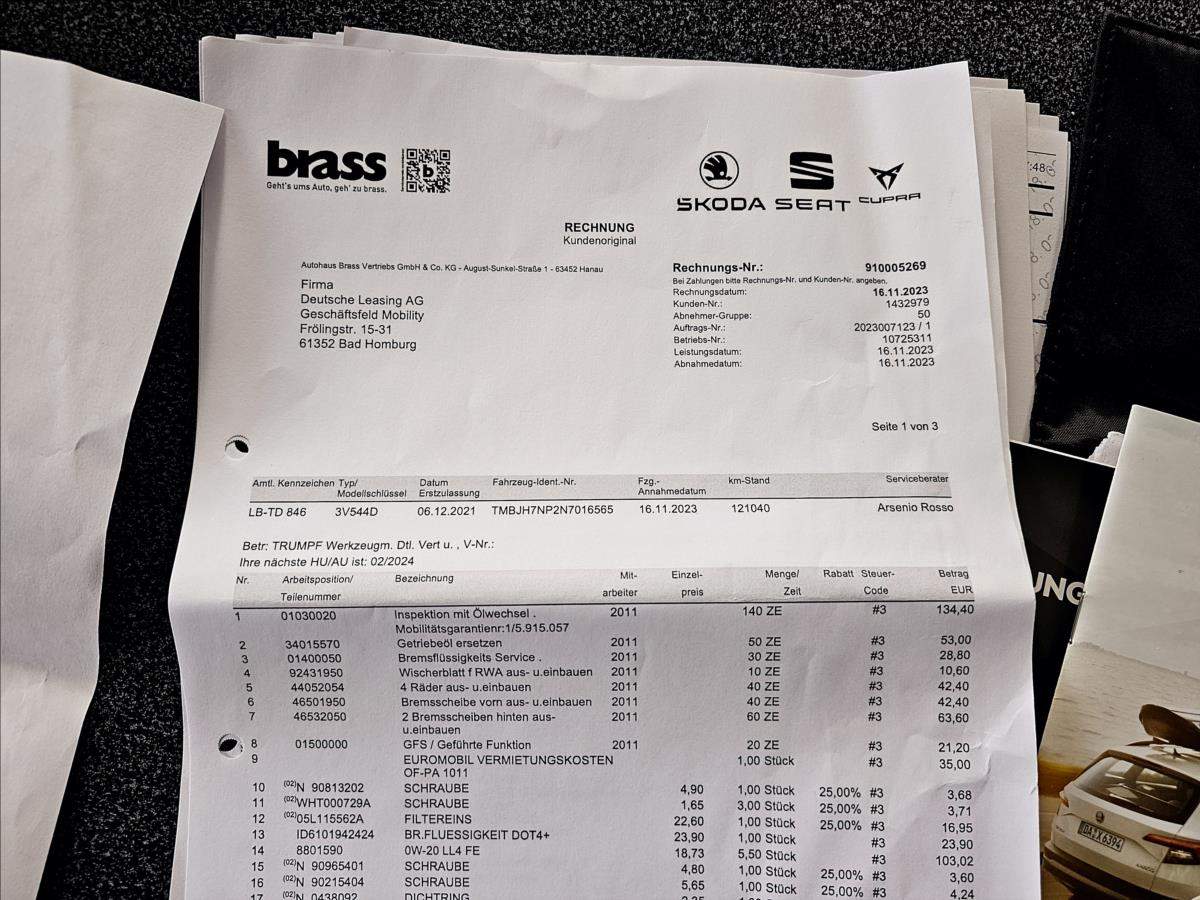 brass
Geht's ums Auto, geh' zu brass.
b
ŠKODA SEAT CUPRA
RECHNUNG
Kundenoriginal
Autohaus Brass Vertriebs GmbH & Co. KG - August-Sunkel-Straße 1 - 63452 Hanau
Firma
Deutsche Leasing AG
Geschäftsfeld Mobility
Frölingstr. 15-31
61352 Bad Homburg
Rechnungs-Nr.: 910005269
Bei Zahlungen bitte Rechnungs-Nr. und Kunden-Nr. angeben.
Rechnungsdatum: 16.11.2023
Kunden-Nr.: 1432979
Abnehmer-Gruppe: 50
Auftrags-Nr.: 2023007123 / 1
Betriebs-Nr.: 10725311
Leistungsdatum: 16.11.2023
Abnahmedatum: 16.11.2023
Seite 1 von 3
Amtl. Kennzeichen Typ/ Datum Fahrzeug-Ident.-Nr. Fzg.- km-Stand Serviceberater
Modellschlüssel Erstzulassung Annahmedatum
LB-TD 846 3V544D 06.12.2021 TMBJH7NP2N7016565 16.11.2023 121040 Arsenio Rosso
Betr: TRUMPF Werkzeugm. Dtl. Vert u. , V-Nr.:
Ihre nächste HU/AU ist: 02/2024
Nr. Arbeitsposition/ Bezeichnung Mit- Einzel- Menge/ Rabatt Steuer- Betrag
Teilenummer arbeiter preis Zeit Code EUR
1 01030020 Inspektion mit Ölwechsel . 2011 140 ZE #3 134,40
Mobilitätsgarantienr:1/5.915.057
2 34015570 Getriebeöl ersetzen 2011 50 ZE #3 53,00
3 01400050 Bremsflüssigkeits Service . 2011 30 ZE #3 28,80
4 92431950 Wischerblatt f RWA aus- u.einbauen 2011 10 ZE #3 10,60
5 44052054 4 Räder aus- u.einbauen 2011 40 ZE #3 42,40
6 46501950 Bremsscheibe vorn aus- u.einbauen 2011 40 ZE #3 42,40
7 46532050 2 Bremsscheiben hinten aus- 2011 60 ZE #3 63,60
u.einbauen
8 01500000 GFS / Geführte Funktion 2011 20 ZE #3 21,20
9 EUROMOBIL VERMIETUNGSKOSTEN 1,00 Stück #3 35,00
OF-PA 1011
10 (02)N 90813202 SCHRAUBE 4,90 1,00 Stück 25,00% #3 3,68
11 (02)WHT000729A SCHRAUBE 1,65 3,00 Stück 25,00% #3 3,71
12 (02)05L115562A FILTEREINS 22,60 1,00 Stück 25,00% #3 16,95
13 ID6101942424 BR.FLUESSIGKEIT DOT4+ 23,90 1,00 Stück #3 23,90
14 8801590 0W-20 LL4 FE 18,73 5,50 Stück #3 103,02
15 (02)N 90965401 SCHRAUBE 4,80 1,00 Stück 25,00% #3 3,60
16 (02)N 90215404 SCHRAUBE 5,65 1,00 Stück 25,00% #3 4,24
17 (02)N 0438092 DICHTRING
:48
UNG
DA·X 6394